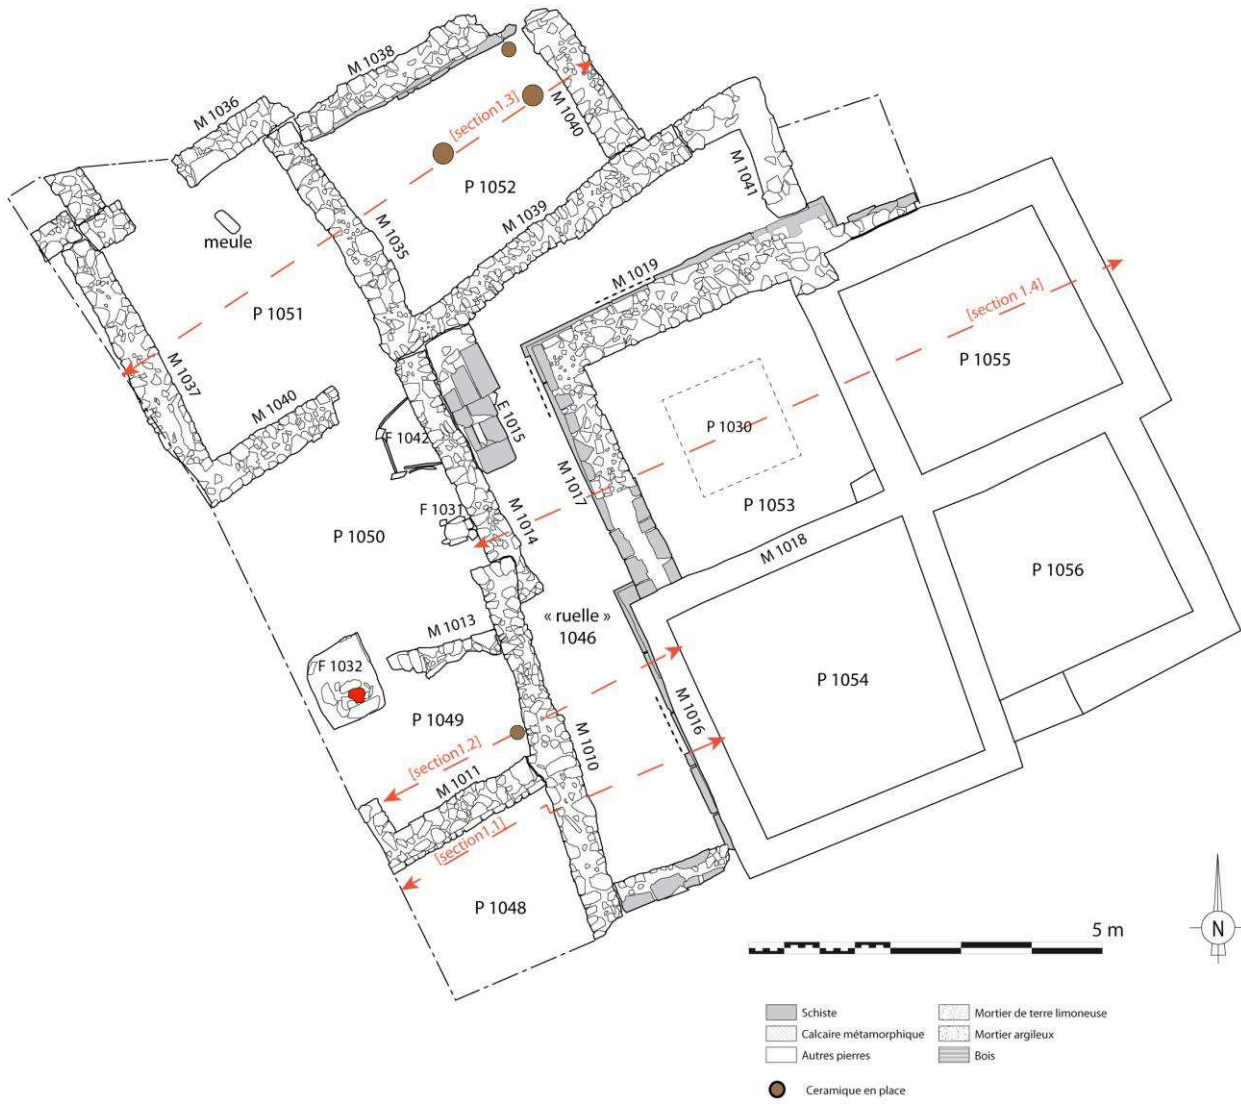 M 1038
M 1036
[section1.3]
M 1040
P 1052
M 1041
M 1039
meule
M 1035
M 1019
P 1051
[section 1.4]
P 1055
M 1037
M 1040
E 1015
F 1042
P 1030
M 1017
F 1031
M 1014
P 1053
P 1050
M 1018
P 1056
« ruelle »
1046
M 1013
F 1032
P 1054
P 1049
M 1016
M 1010
[section1.2]
M 1011
[section1.1]
P 1048
5 m
N
Schiste
Calcaire métamorphique
Autres pierres
Mortier de terre limoneuse
Mortier argileux
Bois
Ceramique en place